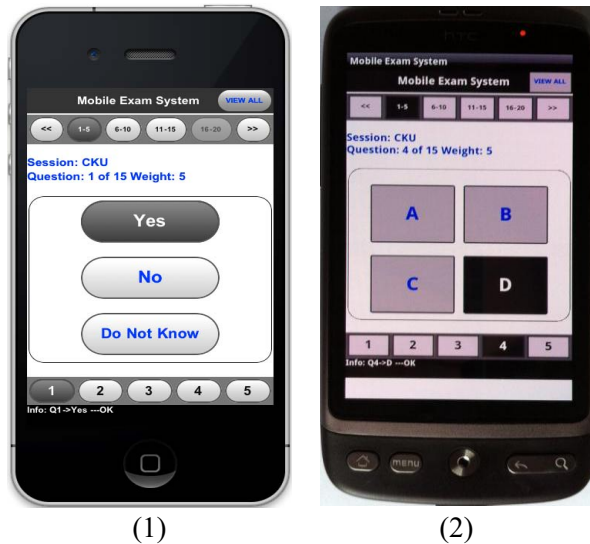 Mobile Exam System VIEW ALL
<< 1-5 6-10 11-15 16-20 >>
Session: CKU
Question: 1 of 15 Weight: 5
Yes
No
Do Not Know
1 2 3 4 5
Info: Q1->Yes ---OK
(1)
hTC
Mobile Exam System
Mobile Exam System VIEW ALL
<< 1-5 6-10 11-15 16-20 >>
Session: CKU
Question: 4 of 15 Weight: 5
A B
C D
1 2 3 4 5
Info: Q4->D ---OK
menu
(2)